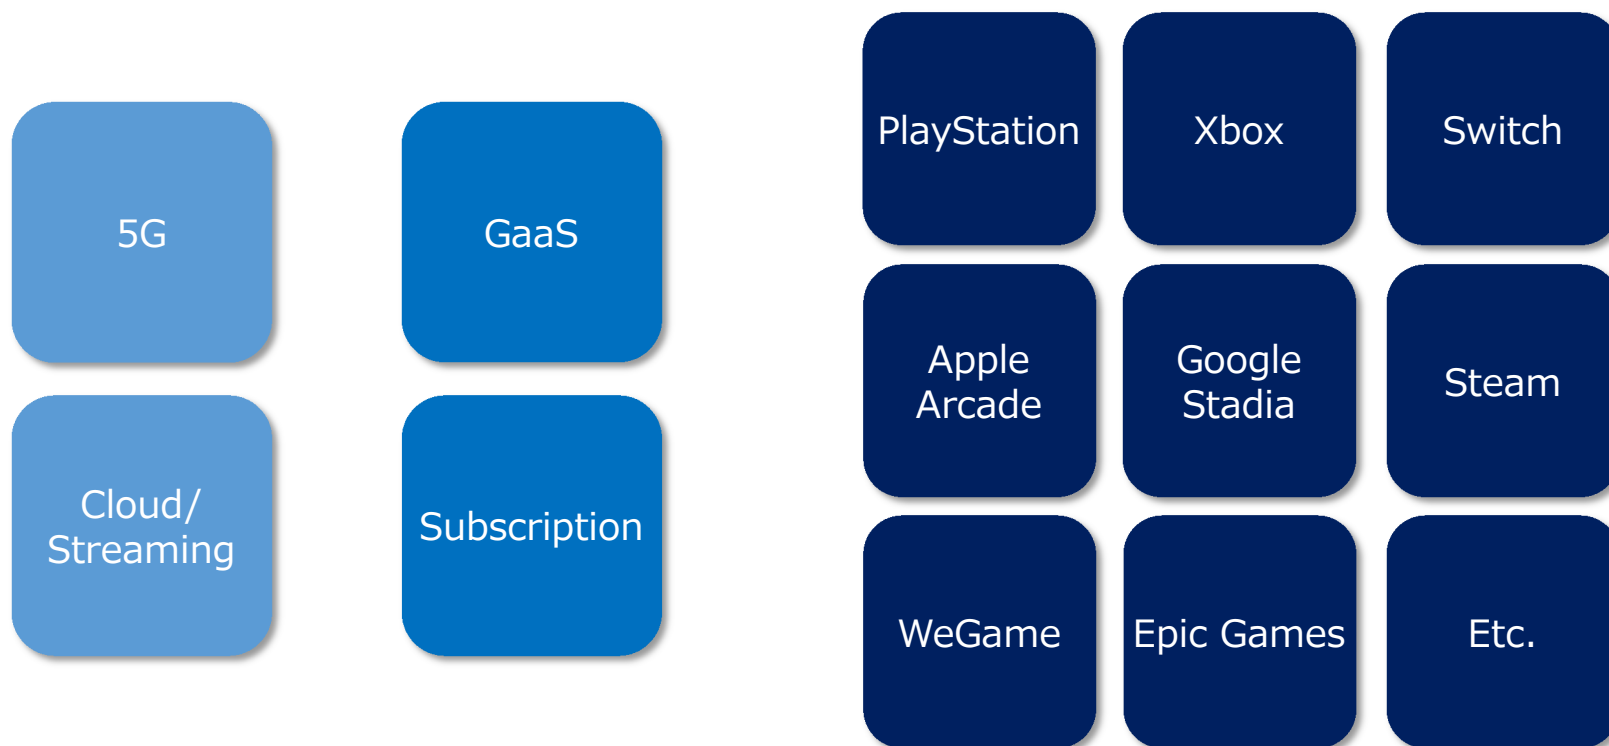 5G
Cloud/
Streaming
GaaS
Subscription
PlayStation
Xbox
Switch
Apple
Arcade
Google
Stadia
Steam
WeGame
Epic Games
Etc.